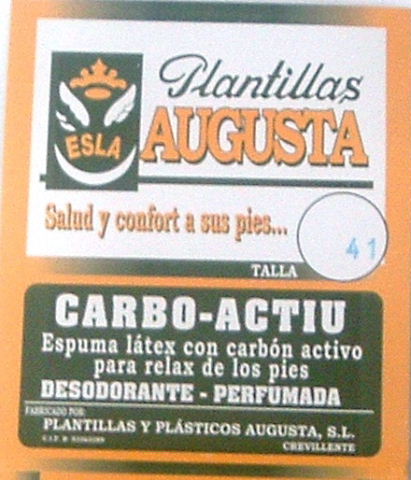 Plantillas
ESLA
AUGUSTA
Salud y confort a sus pies...
41
TALLA
CARBO-ACTIU
Espuma látex con carbón activo
para relax de los pies
DESODORANTE - PERFUMADA
FABRICADO POR:
PLANTILLAS Y PLÁSTICOS AUGUSTA, S.L.
CREVILLENTE